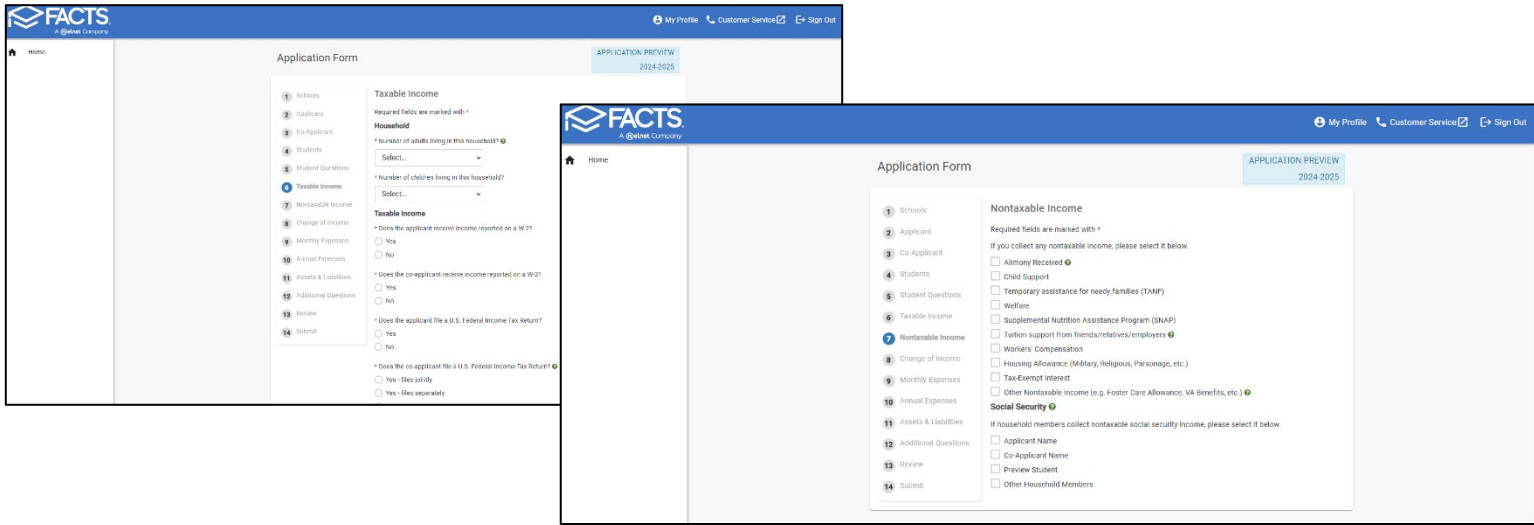 FACTS
A @elnet Company
My Profile Customer Service Sign Out
Home
Application Form
APPLICATION PREVIEW
2024-2025
1 Schools
2 Applicant
3 Co-Applicant
4 Students
5 Student Questions
6 Taxable Income
7 Nontaxable Income
8 Change of Income
9 Monthly Expenses
10 Annual Expenses
11 Assets & Liabilities
12 Additional Questions
13 Review
14 Submit
Taxable Income
Required fields are marked with *
Household
* Number of adults living in this household?
Select...
* Number of children living in this household?
Select...
Taxable Income
* Does the applicant receive income reported on a W-2?
Yes
No
* Does the co-applicant receive income reported on a W-2?
Yes
No
* Does the applicant file a U.S. Federal Income Tax Return?
Yes
No
* Does the co-applicant file a U.S. Federal Income Tax Return?
Yes - files jointly
Yes - files separately
FACTS
A @elnet Company
My Profile Customer Service Sign Out
Home
Application Form
APPLICATION PREVIEW
2024-2025
1 Schools
2 Applicant
3 Co-Applicant
4 Students
5 Student Questions
6 Taxable Income
7 Nontaxable Income
8 Change of Income
9 Monthly Expenses
10 Annual Expenses
11 Assets & Liabilities
12 Additional Questions
13 Review
14 Submit
Nontaxable Income
Required fields are marked with *
If you collect any nontaxable income, please select it below.
Alimony Received
Child Support
Temporary assistance for needy families (TANF)
Welfare
Supplemental Nutrition Assistance Program (SNAP)
Tuition support from friends/relatives/employers
Workers' Compensation
Housing Allowance (Military, Religious, Parsonage, etc.)
Tax-Exempt Interest
Other Nontaxable Income (e.g. Foster Care Allowance, VA Benefits, etc.)
Social Security
If household members collect nontaxable social security income, please select it below.
Applicant Name
Co-Applicant Name
Preview Student
Other Household Members